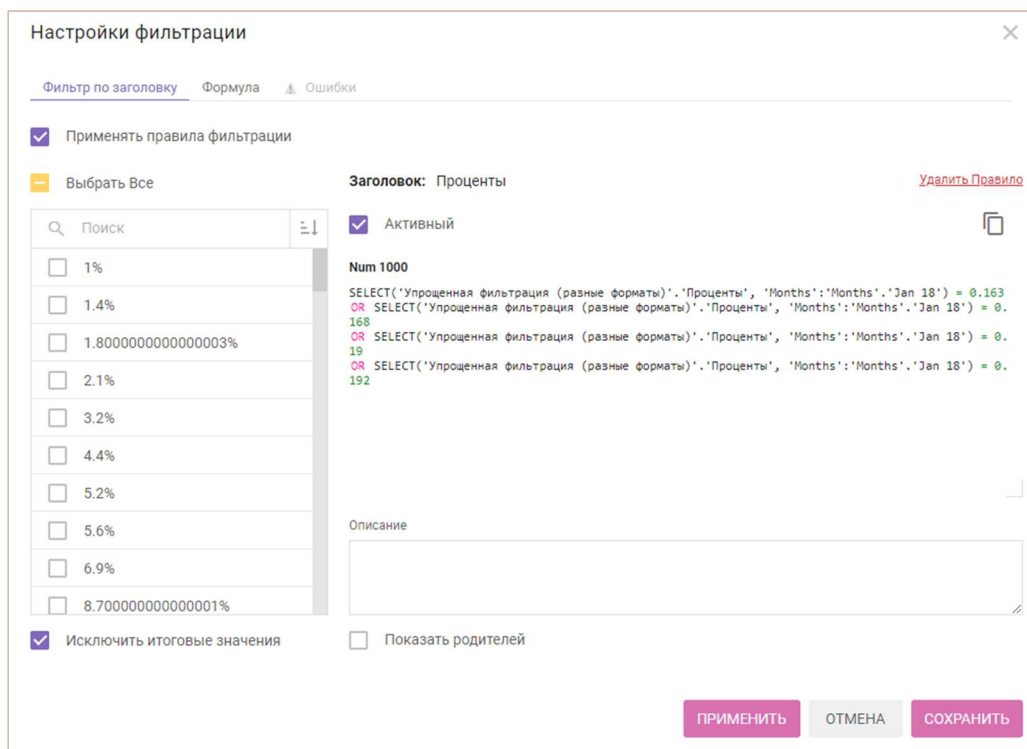 Настройки фильтрации
Фильтр по заголовку Формула Ошибки
Применять правила фильтрации
Выбрать Все
Заголовок: Проценты
Удалить Правило
Поиск
Активный
1%
1.4%
1.8000000000000003%
2.1%
3.2%
4.4%
5.2%
5.6%
6.9%
8.700000000000001%
Num 1000
SELECT('Упрощенная фильтрация (разные форматы)'.'Проценты', 'Months':'Months'.'Jan 18') = 0.163
OR SELECT('Упрощенная фильтрация (разные форматы)'.'Проценты', 'Months':'Months'.'Jan 18') = 0.
168
OR SELECT('Упрощенная фильтрация (разные форматы)'.'Проценты', 'Months':'Months'.'Jan 18') = 0.
19
OR SELECT('Упрощенная фильтрация (разные форматы)'.'Проценты', 'Months':'Months'.'Jan 18') = 0.
192
Описание
Исключить итоговые значения
Показать родителей
ПРИМЕНИТЬ ОТМЕНА СОХРАНИТЬ